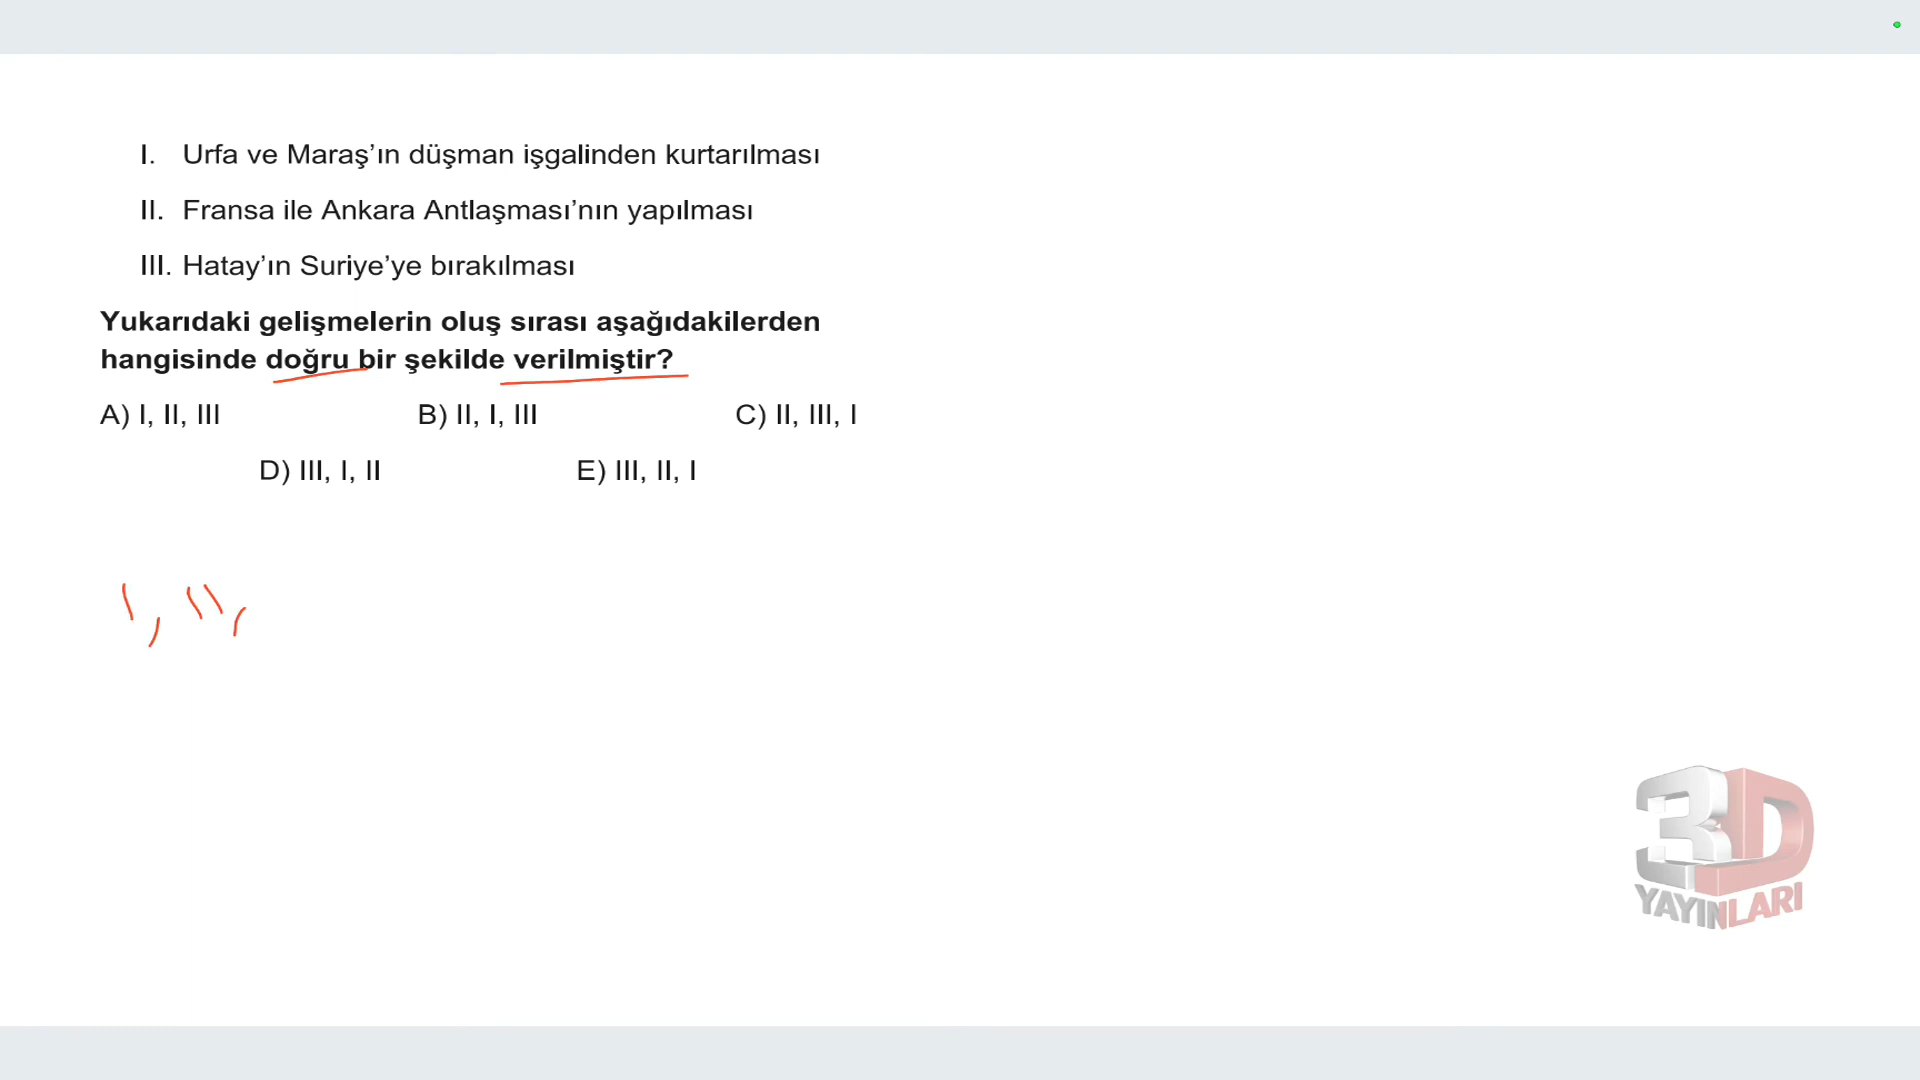 I. Urfa ve Maraş’ın düşman işgalinden kurtarılması
II. Fransa ile Ankara Antlaşması’nın yapılması
III. Hatay’ın Suriye’ye bırakılması
Yukarıdaki gelişmelerin oluş sırası aşağıdakilerden
hangisinde doğru bir şekilde verilmiştir?
A) I, II, III B) II, I, III C) II, III, I
D) III, I, II E) III, II, I
I, II,
3D
YAYINLARI